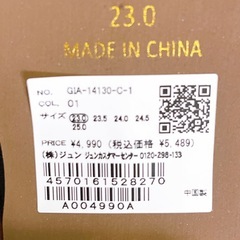 23.0
MADE IN CHINA
NO. GIA-14130-C-1
COL. 01
サイズ 23.0 23.5 24.0 24.5
25.0
PRICE ¥4,990 (税込価格 ¥5,489)
(株)ジュン ジュンカスタマーセンター 0120-298-133
4570161528270
中国製
A004990A